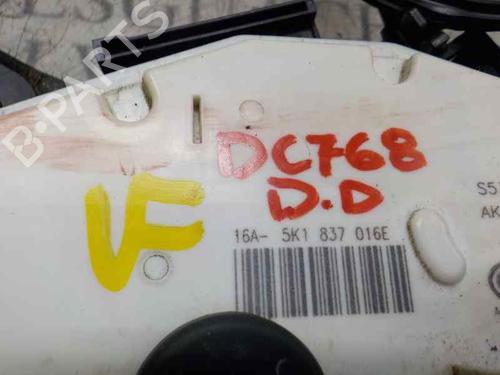 B-PARTS
DC768
D.D
VF
16A- 5K1 837 016E
S5
AK